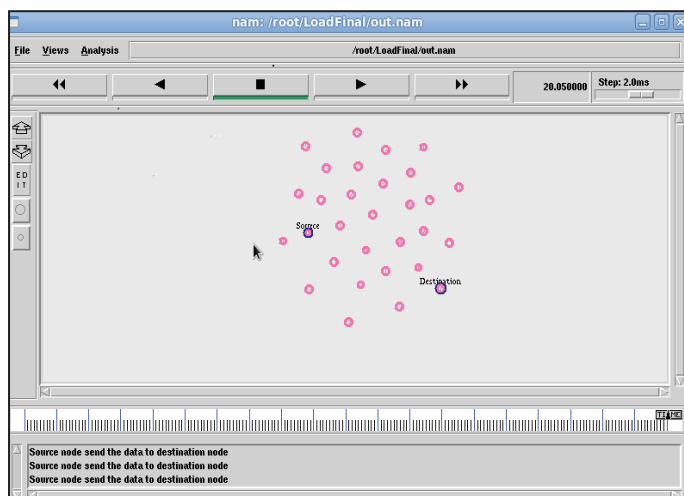 nam: /root/LoadFinal/out.nam
File Views Analysis /root/LoadFinal/out.nam
20.050000 Step: 2.0ms
ED
IT
Source
Destination
TIME
Source node send the data to destination node
Source node send the data to destination node
Source node send the data to destination node